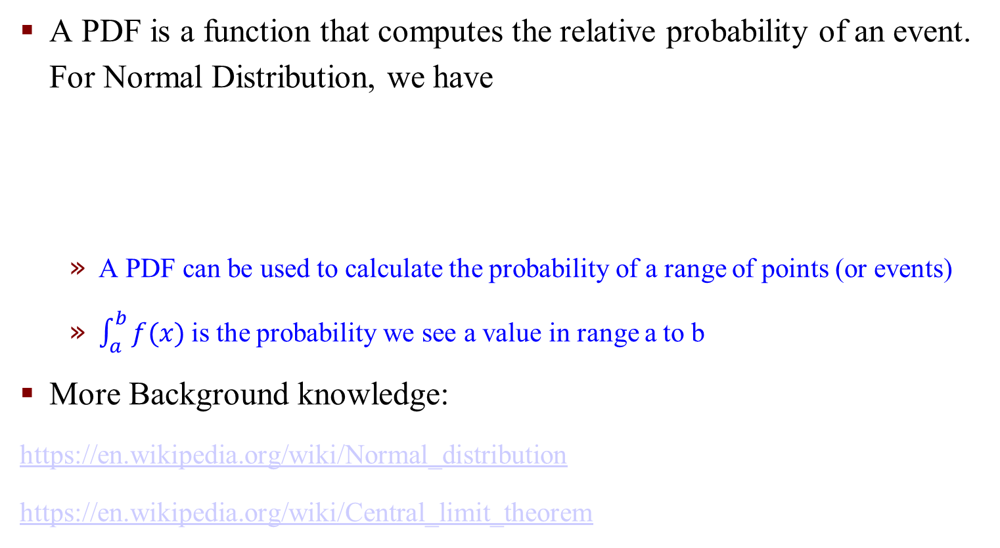 ▪ A PDF is a function that computes the relative probability of an event.
For Normal Distribution, we have
» A PDF can be used to calculate the probability of a range of points (or events)
» ∫_a^b f(x) is the probability we see a value in range a to b
▪ More Background knowledge:
https://en.wikipedia.org/wiki/Normal_distribution
https://en.wikipedia.org/wiki/Central_limit_theorem